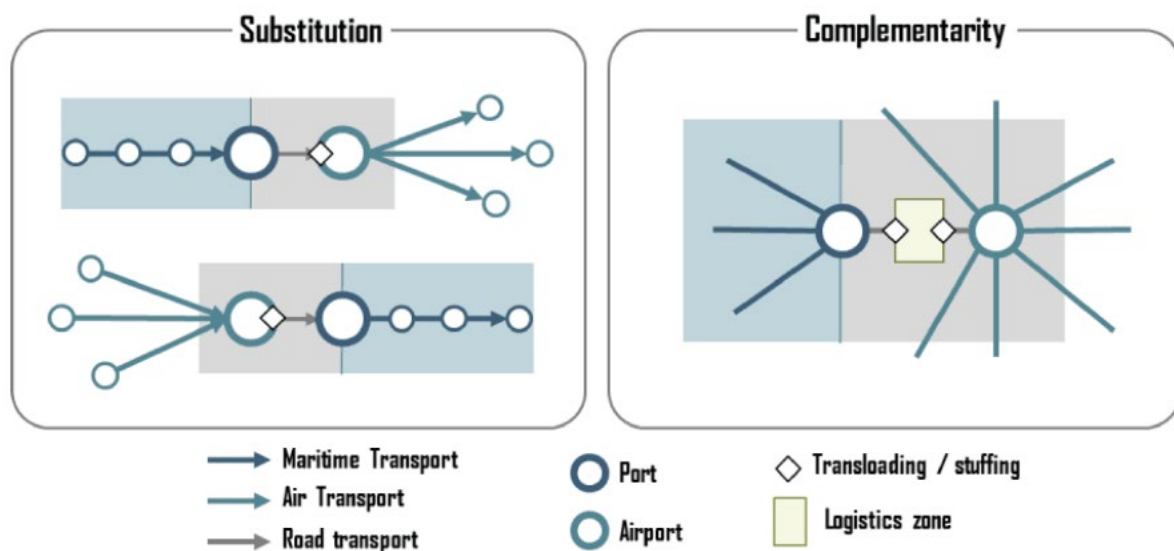 Substitution
Complementarity
Maritime Transport
Air Transport
Road transport
Port
Airport
Transloading / stuffing
Logistics zone